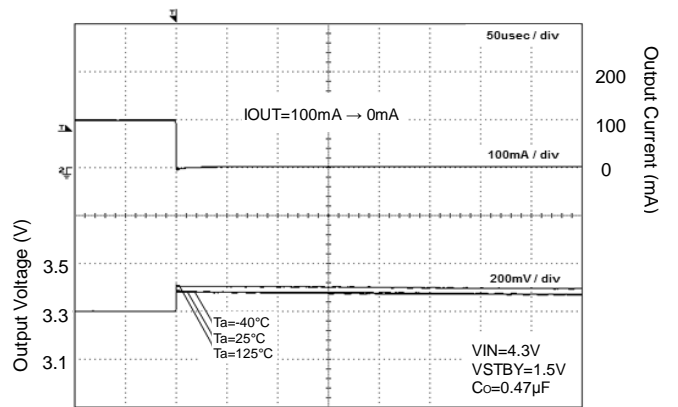 50usec / div
200
IOUT=100mA → 0mA
100
100mA / div
0
Output Current (mA)
Output Voltage (V)
3.5
200mV / div
3.3
Ta=-40°C
Ta=25°C
Ta=125°C
3.1
VIN=4.3V
VSTBY=1.5V
Co=0.47µF